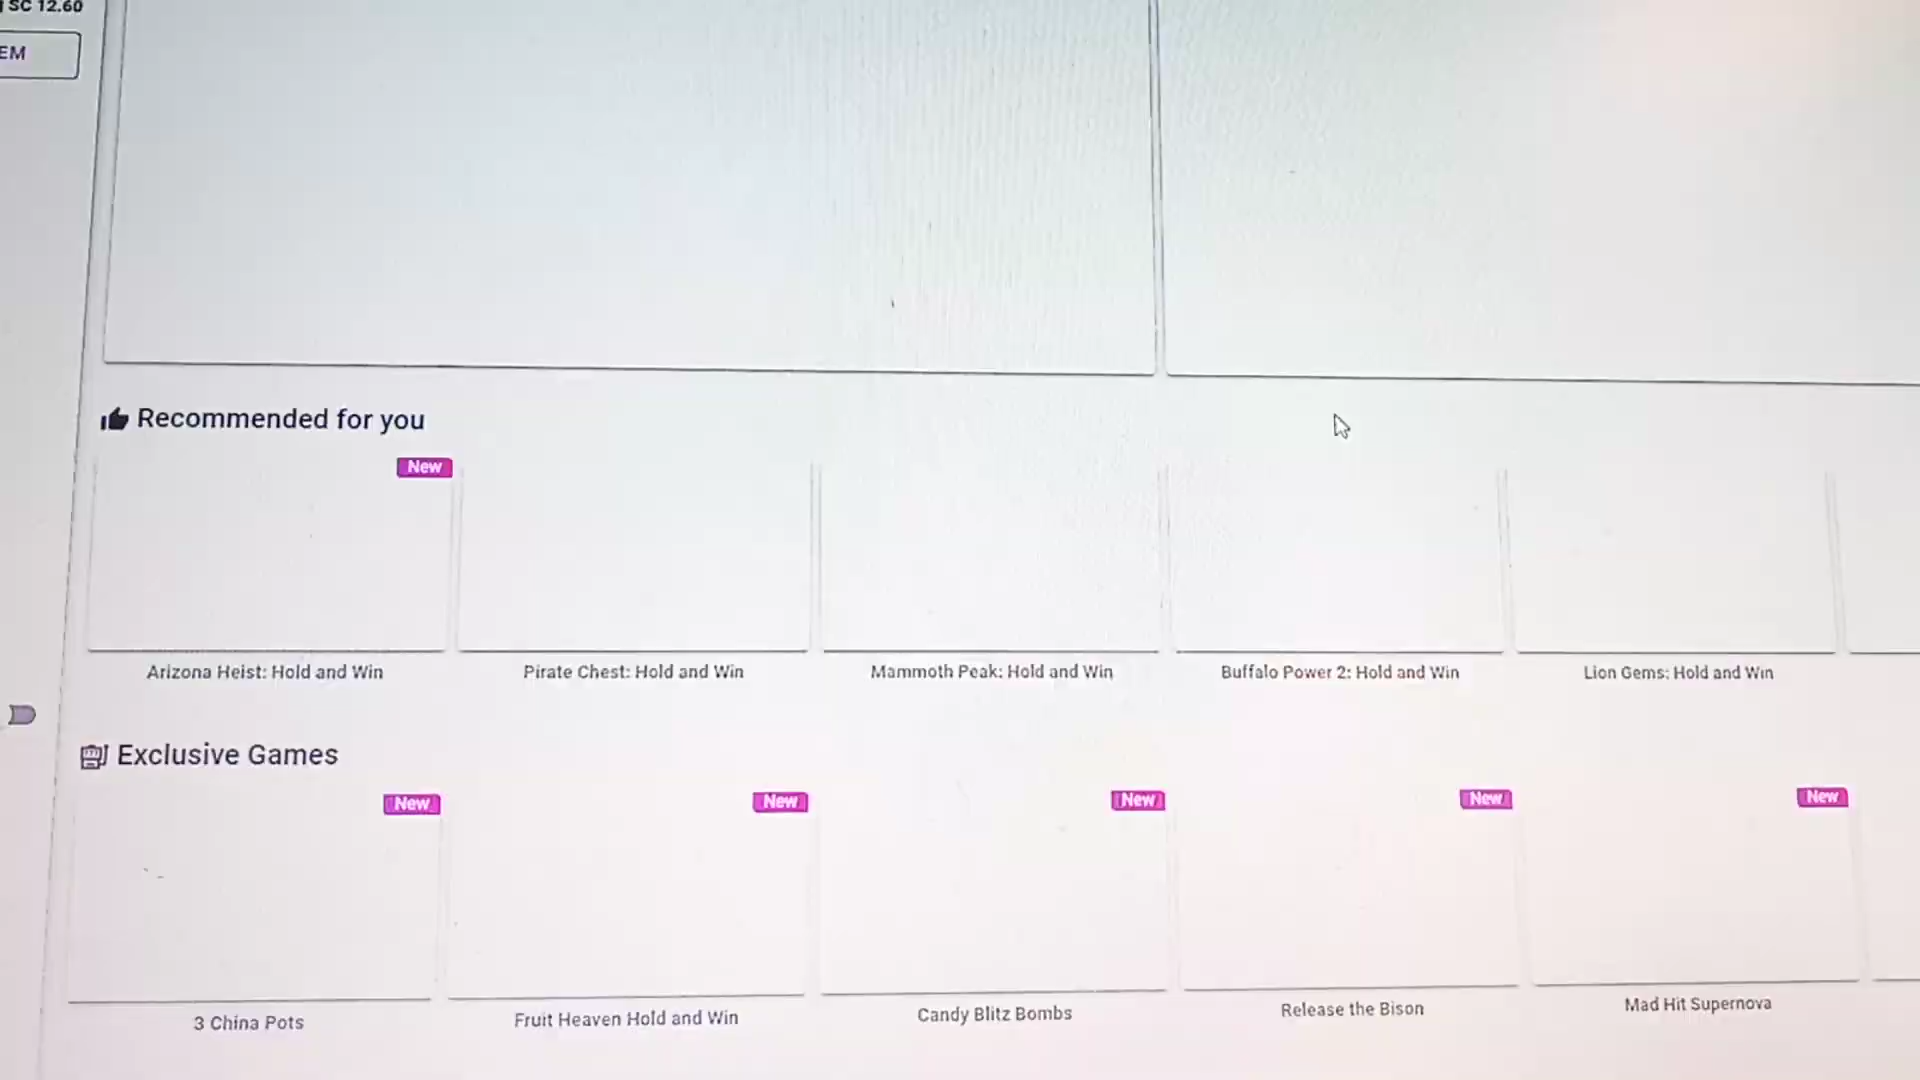 SC 12.60
EM
Recommended for you
New
Arizona Heist: Hold and Win
Pirate Chest: Hold and Win
Mammoth Peak: Hold and Win
Buffalo Power 2: Hold and Win
Lion Gems: Hold and Win
Exclusive Games
New
New
New
New
New
3 China Pots
Fruit Heaven Hold and Win
Candy Blitz Bombs
Release the Bison
Mad Hit Supernova